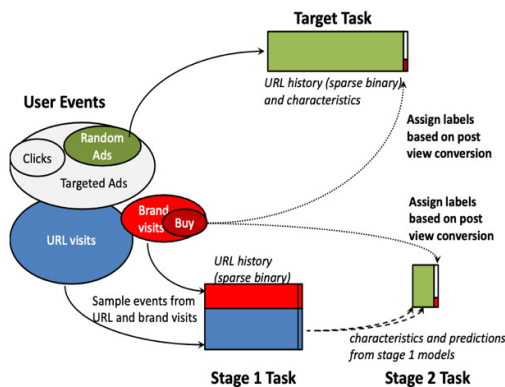 Target Task
URL history (sparse binary)
and characteristics
User Events
Random
Ads
Clicks
Targeted Ads
Assign labels
based on post
view conversion
Brand
visits
Buy
URL visits
Assign labels
based on post
view conversion
URL history
(sparse binary)
Sample events from
URL and brand visits
characteristics and predictions
from stage 1 models
Stage 1 Task
Stage 2 Task